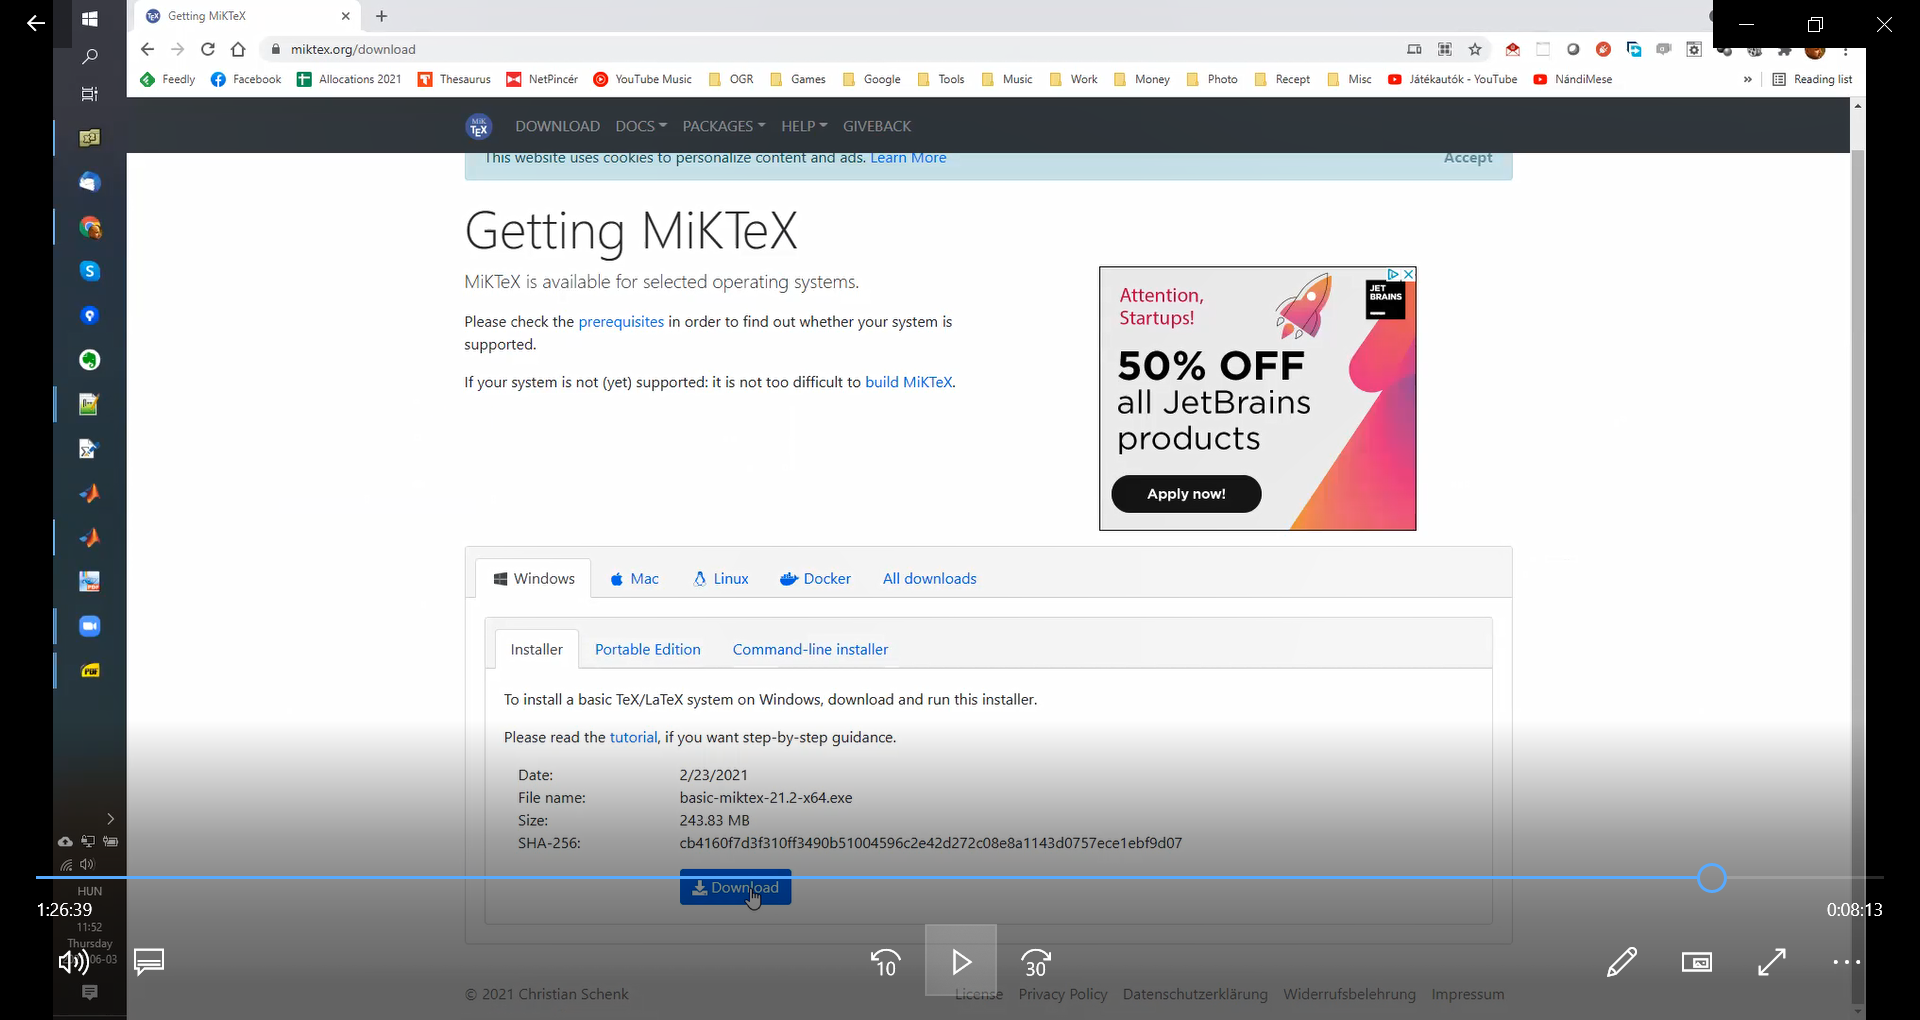 Getting MiKTeX
miktex.org/download
Feedly Facebook Allocations 2021 Thesaurus NetPincér YouTube Music OGR Games Google Tools Music Work Money Photo Recept Misc Játékautók - YouTube NándiMese » Reading list
MiK TEX DOWNLOAD DOCS PACKAGES HELP GIVEBACK
This website uses cookies to personalize content and ads. Learn More Accept
Getting MiKTeX
MiKTeX is available for selected operating systems.
Please check the prerequisites in order to find out whether your system is
supported.
If your system is not (yet) supported: it is not too difficult to build MiKTeX.
Attention,
Startups!
JET
BRAINS
50% OFF
all JetBrains
products
Apply now!
Windows Mac Linux Docker All downloads
Installer Portable Edition Command-line installer
To install a basic TeX/LaTeX system on Windows, download and run this installer.
Please read the tutorial, if you want step-by-step guidance.
Date: 2/23/2021
File name: basic-miktex-21.2-x64.exe
Size: 243.83 MB
SHA-256: cb4160f7d3f310ff3490b51004596c2e42d272c08e8a1143d0757ece1ebf9d07
Download
HUN
1:26:39 0:08:13
11:52
Thursday
06-03
10 30
© 2021 Christian Schenk License Privacy Policy Datenschutzerklärung Widerrufsbelehrung Impressum